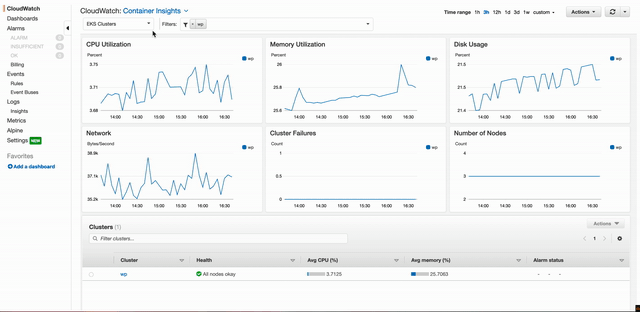 CloudWatch
Dashboards
Alarms
ALARM 0
INSUFFICIENT 0
OK 0
Billing
Events
Rules
Event Buses
Logs
Insights
Metrics
Alpine
Settings NEW
Favorites
Add a dashboard
CloudWatch: Container Insights
Time range 1h 3h 12h 1d 3d 1w custom
Actions
EKS Clusters
Filters: × wp
CPU Utilization
Percent
wp
3.75
3.71
3.68
14:00 14:30 15:00 15:30 16:00 16:30
Memory Utilization
Percent
wp
26
25.8
25.6
14:00 14:30 15:00 15:30 16:00 16:30
Disk Usage
Percent
wp
21.5
21.5
21.4
14:00 14:30 15:00 15:30 16:00 16:30
Network
Bytes/Second
wp
38.9k
37.1k
35.2k
14:00 14:30 15:00 15:30 16:00 16:30
Cluster Failures
Count
wp
1
0.5
0
14:00 14:30 15:00 15:30 16:00 16:30
Number of Nodes
Count
wp
4
3
2
14:00 14:30 15:00 15:30 16:00 16:30
Clusters (1)
Actions
Filter clusters...
1
Cluster Health Avg CPU (%) Avg memory (%) Alarm status
wp All nodes okay 3.7125 25.7083 - - -